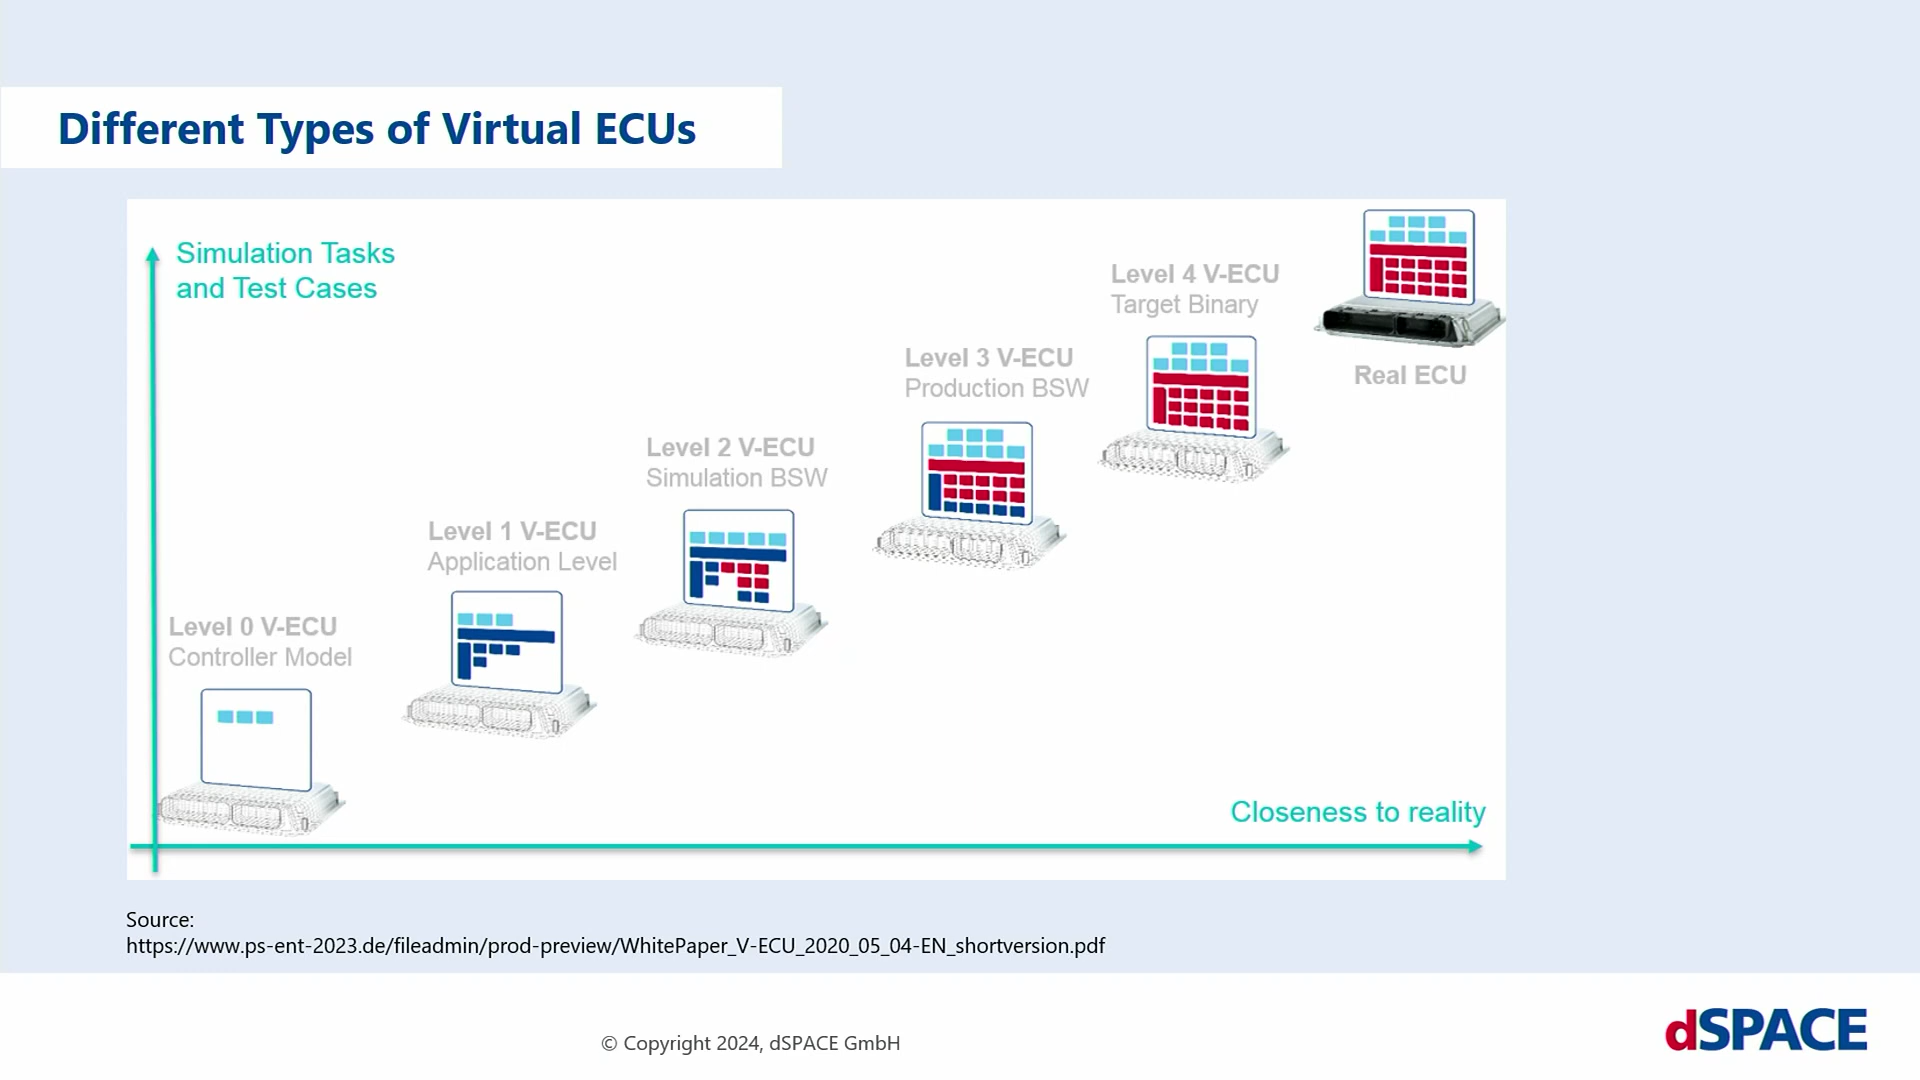 Different Types of Virtual ECUs
Simulation Tasks
and Test Cases
Level 4 V-ECU
Target Binary
Real ECU
Level 3 V-ECU
Production BSW
Level 2 V-ECU
Simulation BSW
Level 1 V-ECU
Application Level
Level 0 V-ECU
Controller Model
Closeness to reality
Source:
https://www.ps-ent-2023.de/fileadmin/prod-preview/WhitePaper_V-ECU_2020_05_04-EN_shortversion.pdf
© Copyright 2024, dSPACE GmbH
dSPACE